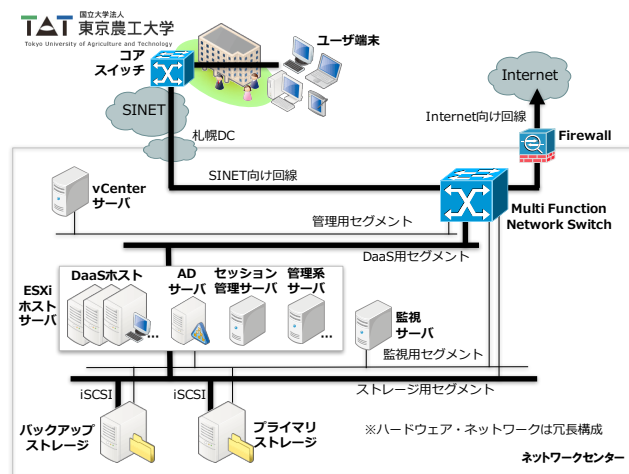 国立大学法人
TAT 東京農工大学
Tokyo University of Agriculture and Technology
コア
スイッチ
ユーザ端末
SINET
札幌DC
Internet
Internet向け回線
Firewall
SINET向け回線
vCenter
サーバ
Multi Function
Network Switch
管理用セグメント
DaaS用セグメント
ESXi
ホスト
サーバ
DaaSホスト
...
AD
サーバ
セッション
管理サーバ
管理系
サーバ
...
監視
サーバ
監視用セグメント
ストレージ用セグメント
iSCSI
iSCSI
バックアップ
ストレージ
プライマリ
ストレージ
※ハードウェア・ネットワークは冗長構成
ネットワークセンター